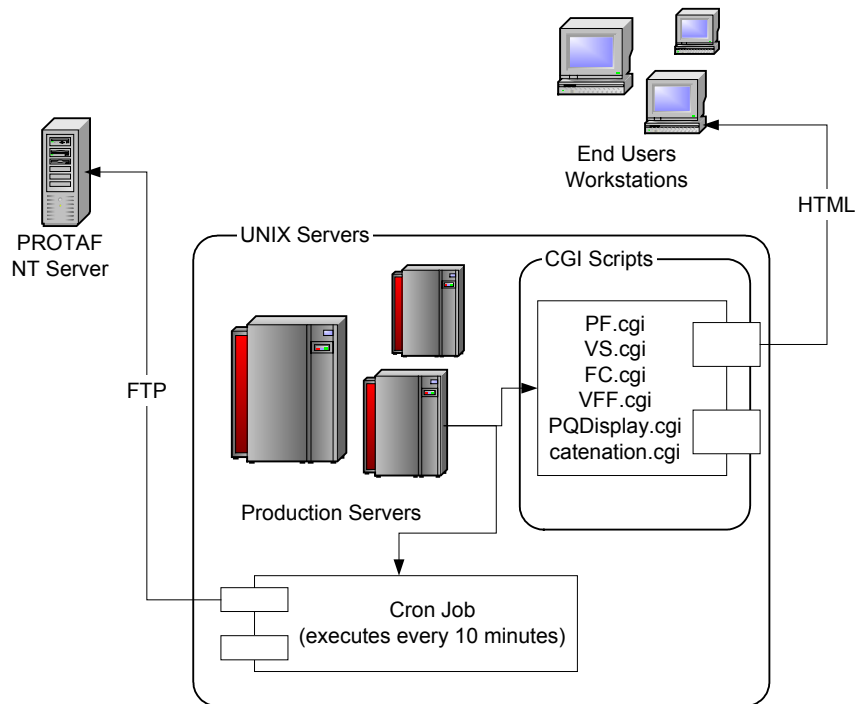 End Users
Workstations
HTML
PROTAF
NT Server
UNIX Servers
CGI Scripts
PF.cgi
VS.cgi
FC.cgi
VFF.cgi
PQDisplay.cgi
catenation.cgi
FTP
Production Servers
Cron Job
(executes every 10 minutes)